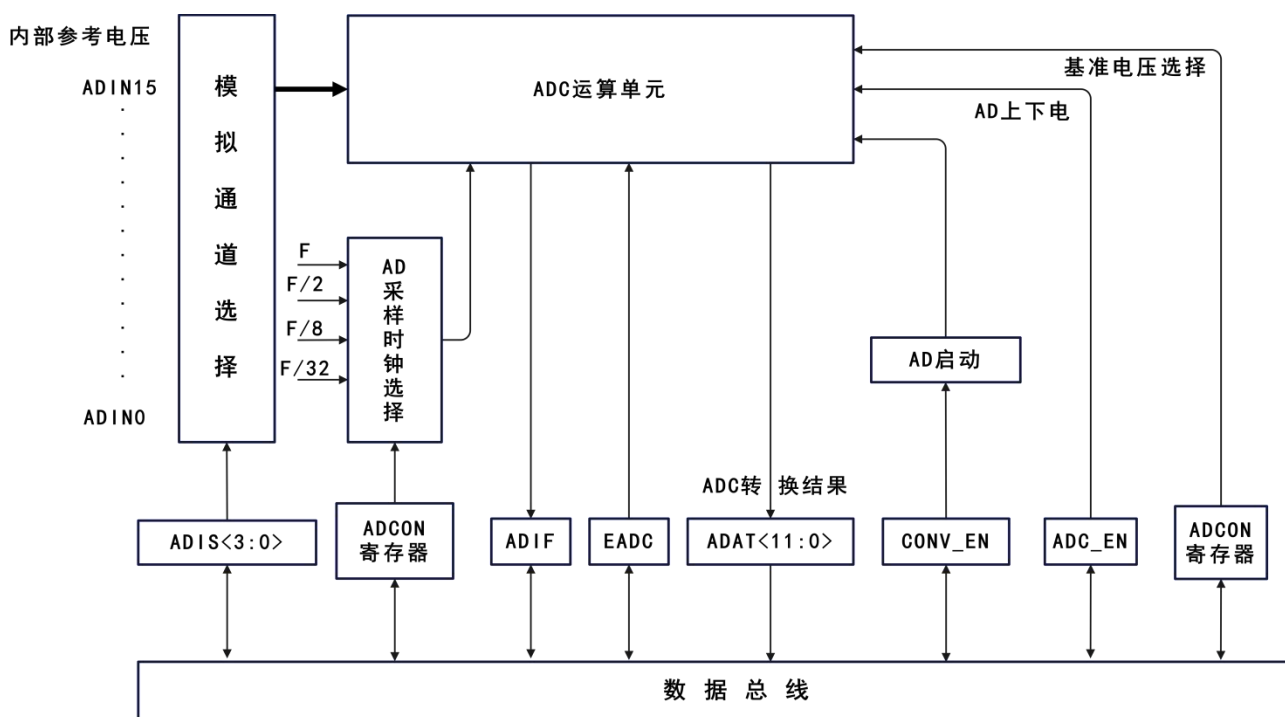 内部参考电压
ADIN15
ADIN0
模拟通道选择
ADC运算单元
基准电压选择
AD上下电
F
F/2
F/8
F/32
AD采样时钟选择
AD启动
ADC转换结果
ADIS<3:0>
ADCON
寄存器
ADIF
EADC
ADAT<11:0>
CONV_EN
ADC_EN
ADCON
寄存器
数据总线